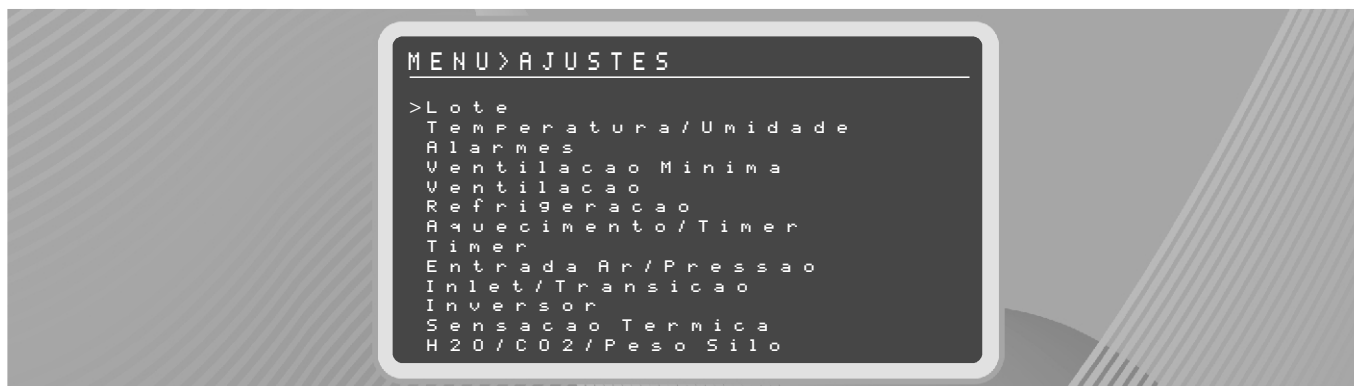 MENU>AJUSTES
>Lote
Temperatura/Umidade
Alarmes
Ventilacao Minima
Ventilacao
Refrigeracao
Aquecimento/Timer
Timer
Entrada Ar/Pressao
Inlet/Transicao
Inversor
Sensacao Termica
H2O/CO2/Peso Silo